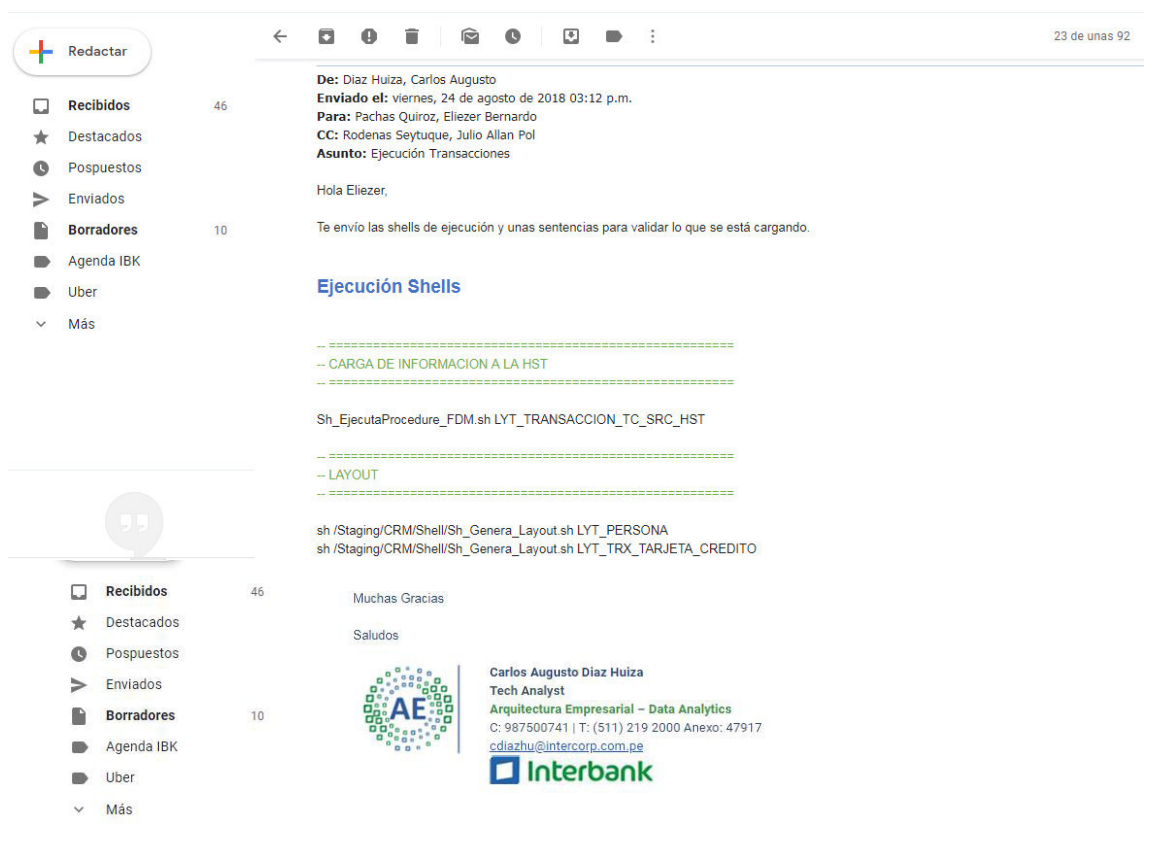 Redactar
23 de unas 92
Recibidos 46
Destacados
Pospuestos
Enviados
Borradores 10
Agenda IBK
Uber
Más
De: Diaz Huiza, Carlos Augusto
Enviado el: viernes, 24 de agosto de 2018 03:12 p.m.
Para: Pachas Quiroz, Eliezer Bernardo
CC: Rodenas Seytuque, Julio Allan Pol
Asunto: Ejecución Transacciones
Hola Eliezer,
Te envío las shells de ejecución y unas sentencias para validar lo que se está cargando.
Ejecución Shells
-- =======================================================
-- CARGA DE INFORMACION A LA HST
-- =======================================================
Sh_EjecutaProcedure_FDM.sh LYT_TRANSACCION_TC_SRC_HST
-- =======================================================
-- LAYOUT
-- =======================================================
sh /Staging/CRM/Shell/Sh_Genera_Layout.sh LYT_PERSONA
sh /Staging/CRM/Shell/Sh_Genera_Layout.sh LYT_TRX_TARJETA_CREDITO
Recibidos 46
Destacados
Pospuestos
Enviados
Borradores 10
Agenda IBK
Uber
Más
Muchas Gracias
Saludos
AE
Carlos Augusto Diaz Huiza
Tech Analyst
Arquitectura Empresarial – Data Analytics
C: 987500741 | T: (511) 219 2000 Anexo: 47917
cdiazhu@intercorp.com.pe
Interbank